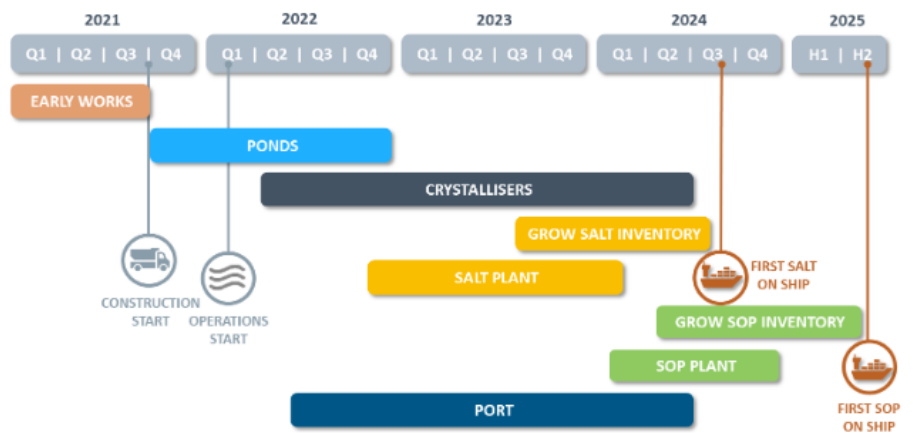 2021 2022 2023 2024 2025
Q1 | Q2 | Q3 | Q4 Q1 | Q2 | Q3 | Q4 Q1 | Q2 | Q3 | Q4 Q1 | Q2 | Q3 | Q4 H1 | H2
EARLY WORKS
PONDS
CRYSTALLISERS
GROW SALT INVENTORY
SALT PLANT
FIRST SALT
ON SHIP
CONSTRUCTION
START
OPERATIONS
START
GROW SOP INVENTORY
SOP PLANT
PORT
FIRST SOP
ON SHIP